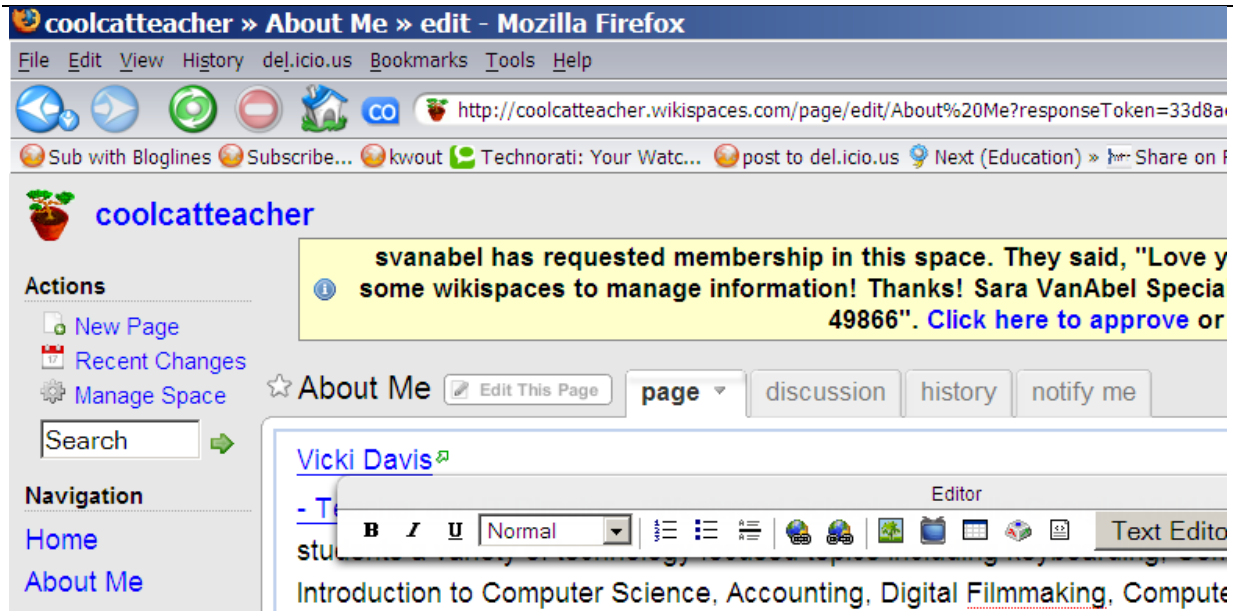 coolcatteacher » About Me » edit - Mozilla Firefox
File Edit View History del.icio.us Bookmarks Tools Help
co http://coolcatteacher.wikispaces.com/page/edit/About%20Me?responseToken=33d8a
Sub with Bloglines Subscribe... kwout Technorati: Your Watc... post to del.icio.us Next (Education) » Share on
coolcatteacher
svanabel has requested membership in this space. They said, "Love y
some wikispaces to manage information! Thanks! Sara VanAbel Specia
49866". Click here to approve or
Actions
New Page
17 Recent Changes
Manage Space
Search
About Me Edit This Page page discussion history notify me
Vicki Davis
Editor
- Te
B I U Normal Text Edito
Navigation
Home
About Me
Introduction to Computer Science, Accounting, Digital Filmmaking, Compute